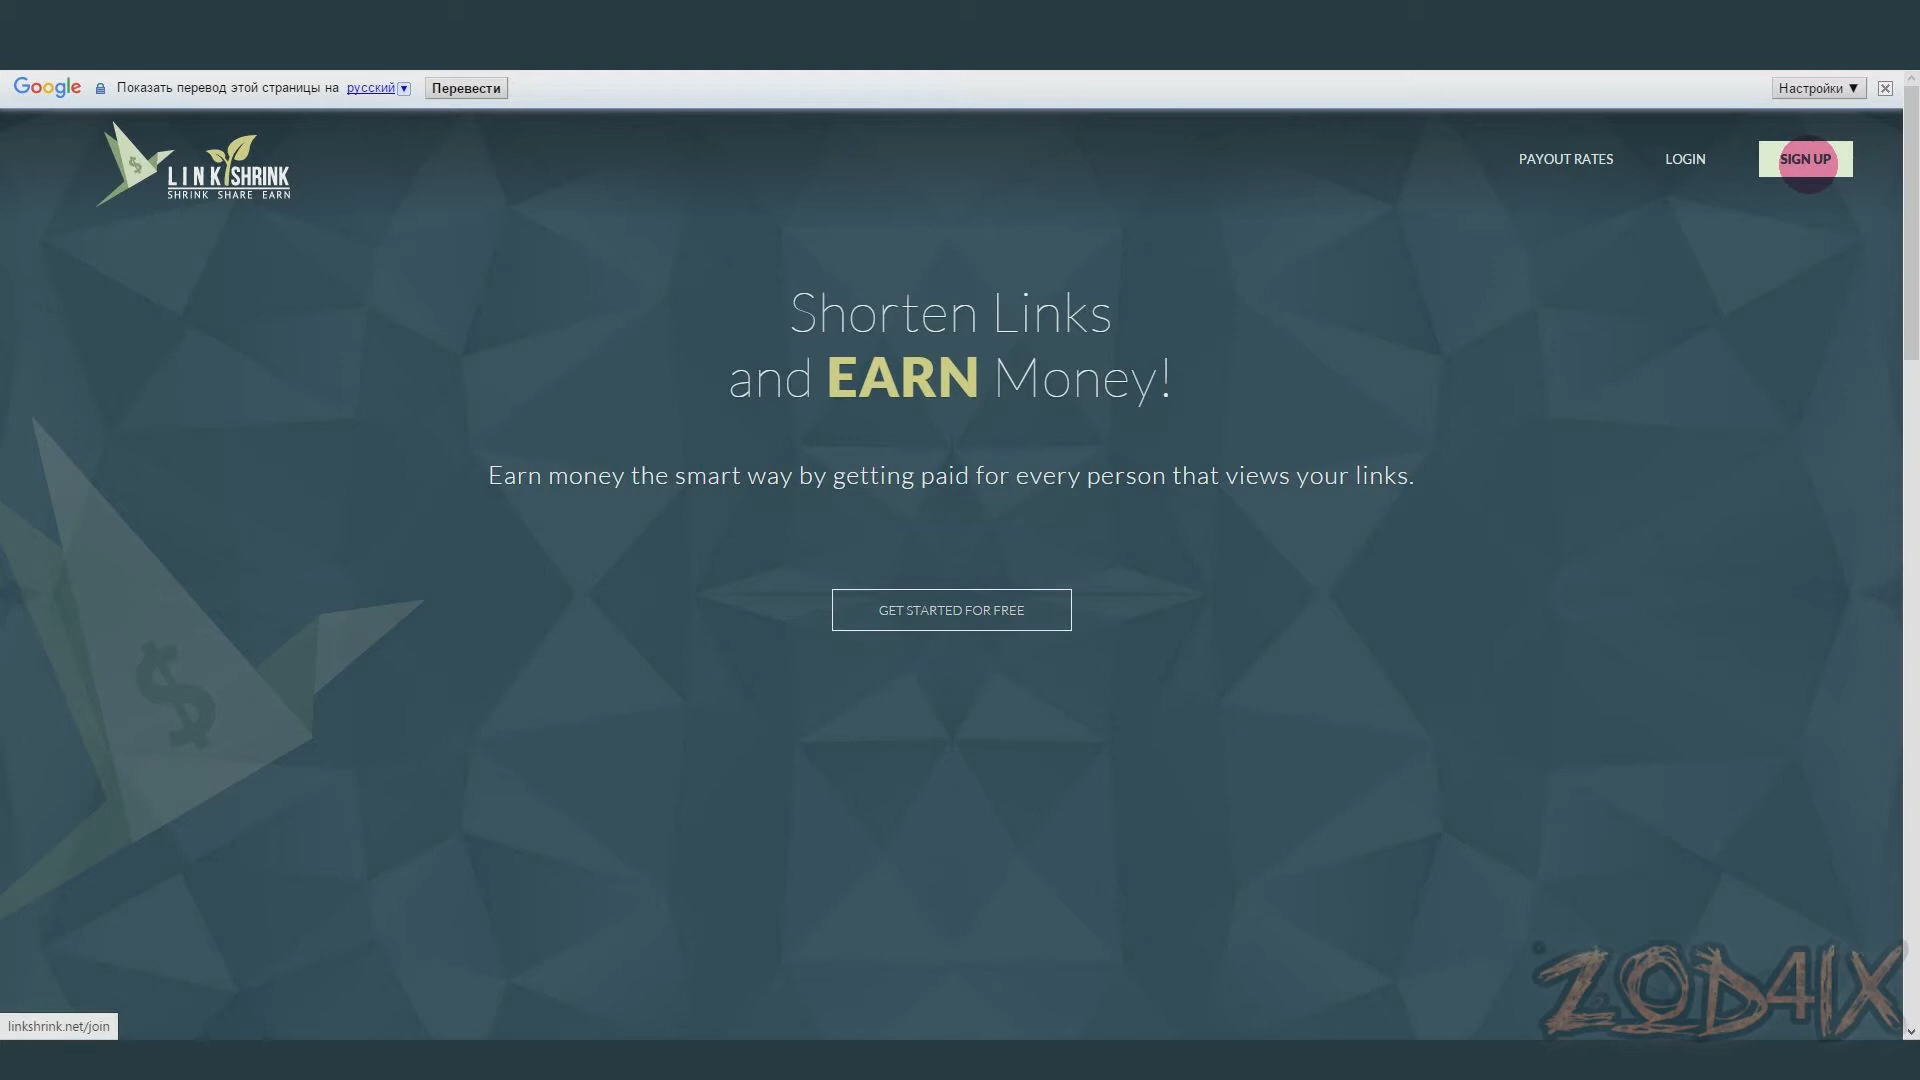 Google Показать перевод этой страницы на русский ▼ Перевести Настройки ▼
LINKSHRINK
SHRINK SHARE EARN
PAYOUT RATES LOGIN SIGN UP
Shorten Links
and EARN Money!
Earn money the smart way by getting paid for every person that views your links.
GET STARTED FOR FREE
$
ZOD4IX
linkshrink.net/join